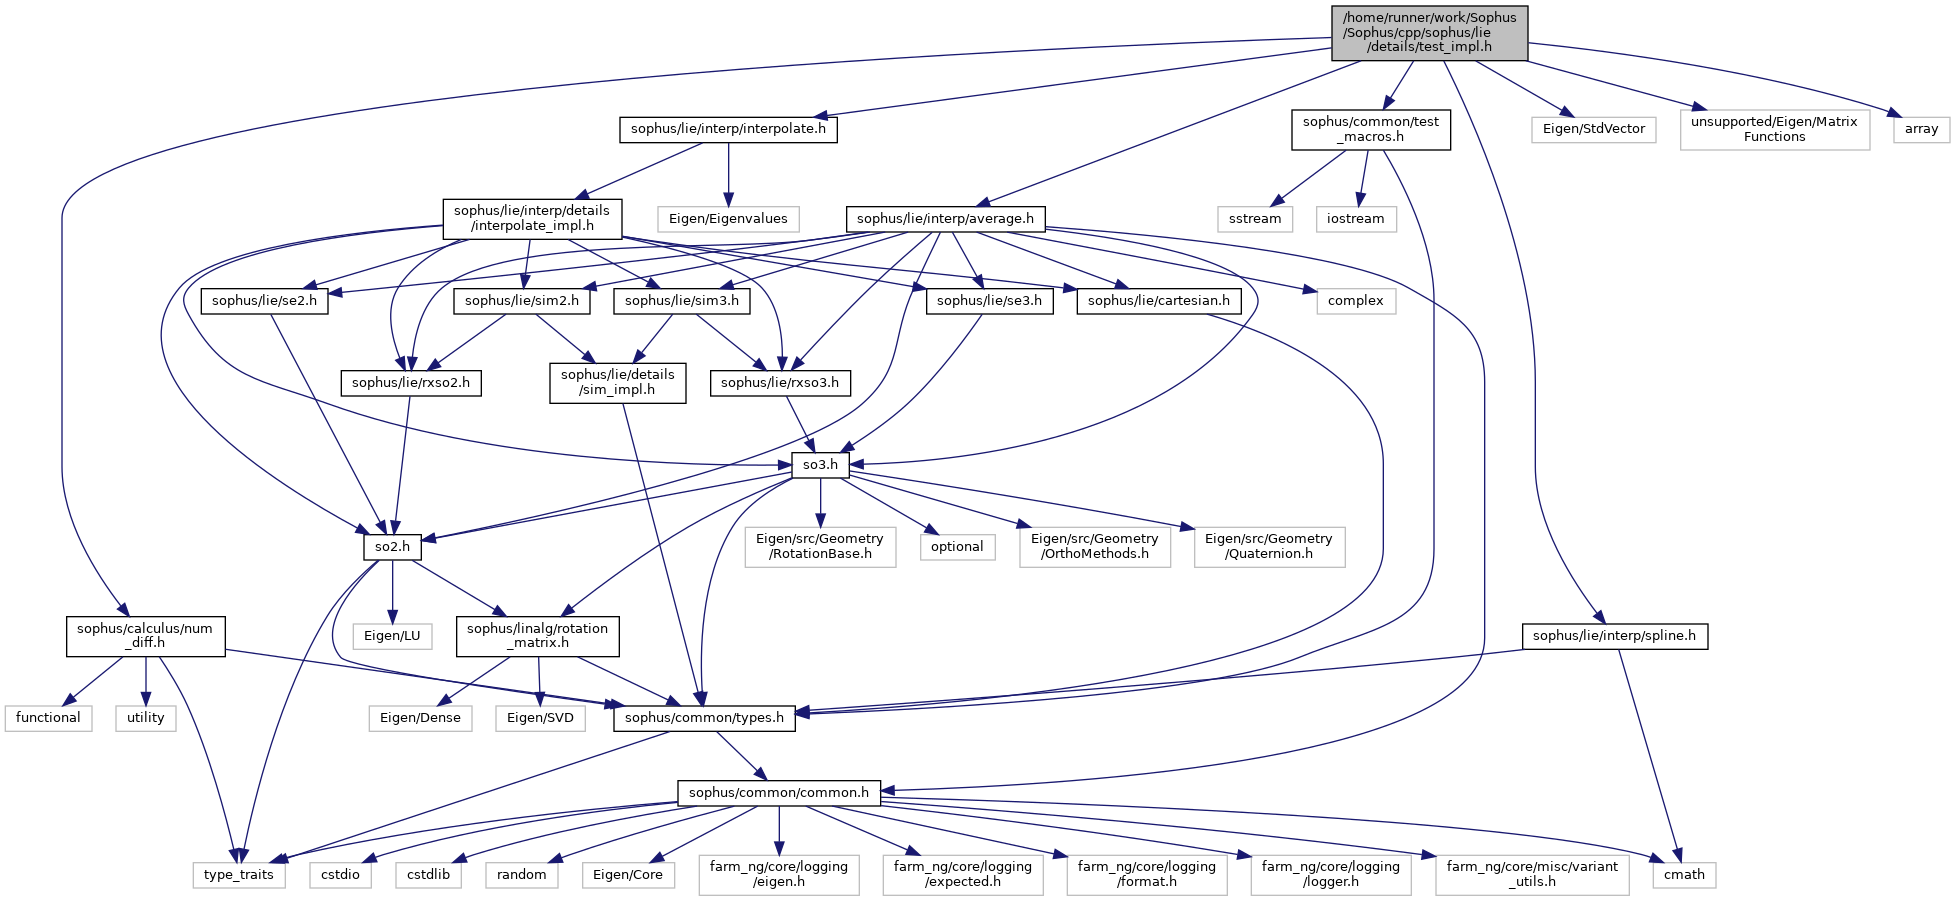 /home/runner/work/Sophus
/Sophus/cpp/sophus/lie
/details/test_impl.h
sophus/lie/interp/interpolate.h
sophus/common/test
_macros.h
Eigen/StdVector
unsupported/Eigen/Matrix
Functions
array
sophus/lie/interp/details
/interpolate_impl.h
Eigen/Eigenvalues
sophus/lie/interp/average.h
sstream
iostream
sophus/lie/se2.h
sophus/lie/sim2.h
sophus/lie/sim3.h
sophus/lie/se3.h
sophus/lie/cartesian.h
complex
sophus/lie/rxso2.h
sophus/lie/details
/sim_impl.h
sophus/lie/rxso3.h
so3.h
so2.h
Eigen/src/Geometry
/RotationBase.h
optional
Eigen/src/Geometry
/OrthoMethods.h
Eigen/src/Geometry
/Quaternion.h
sophus/calculus/num
_diff.h
Eigen/LU
sophus/linalg/rotation
_matrix.h
sophus/lie/interp/spline.h
functional
utility
Eigen/Dense
Eigen/SVD
sophus/common/types.h
sophus/common/common.h
type_traits
cstdio
cstdlib
random
Eigen/Core
farm_ng/core/logging
/eigen.h
farm_ng/core/logging
/expected.h
farm_ng/core/logging
/format.h
farm_ng/core/logging
/logger.h
farm_ng/core/misc/variant
_utils.h
cmath